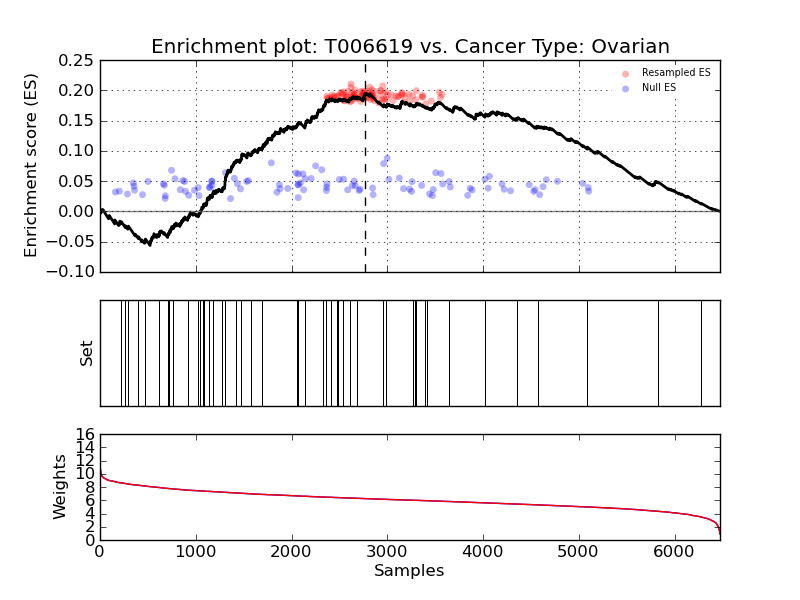 Enrichment plot: T006619 vs. Cancer Type: Ovarian
Enrichment score (ES)
0.25
0.20
0.15
0.10
0.05
0.00
−0.05
−0.10
Resampled ES
Null ES
Set
Weights
16
14
12
10
8
6
4
2
0
0 1000 2000 3000 4000 5000 6000
Samples